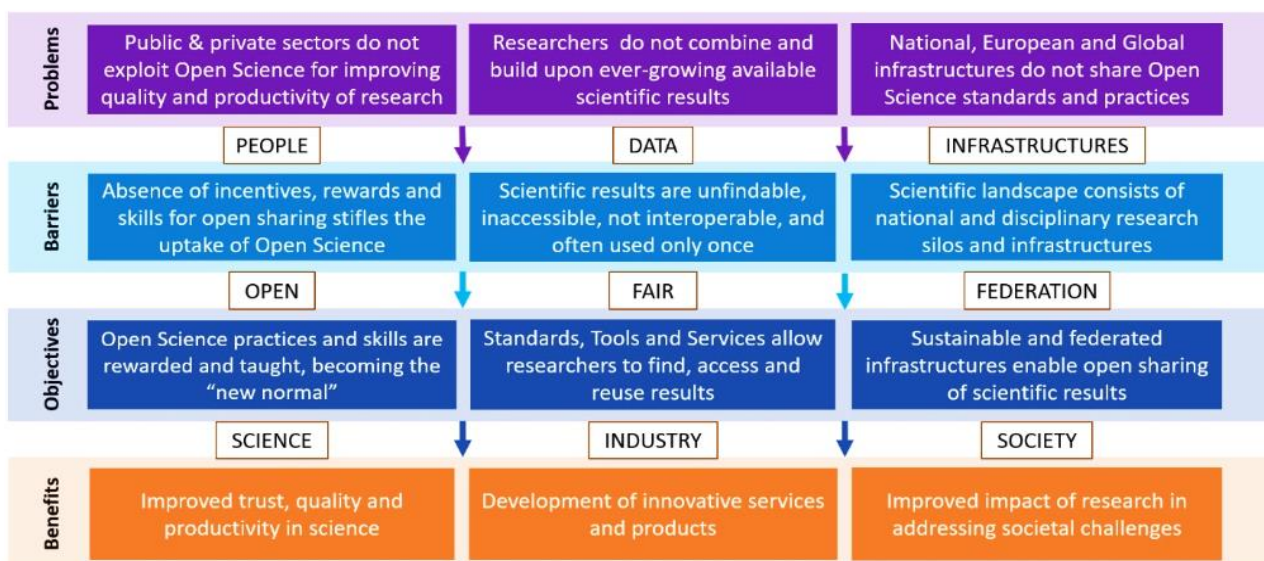 Problems
Public & private sectors do not
exploit Open Science for improving
quality and productivity of research
Researchers do not combine and
build upon ever-growing available
scientific results
National, European and Global
infrastructures do not share Open
Science standards and practices
PEOPLE
DATA
INFRASTRUCTURES
Barriers
Absence of incentives, rewards and
skills for open sharing stifles the
uptake of Open Science
Scientific results are unfindable,
inaccessible, not interoperable, and
often used only once
Scientific landscape consists of
national and disciplinary research
silos and infrastructures
OPEN
FAIR
FEDERATION
Objectives
Open Science practices and skills are
rewarded and taught, becoming the
“new normal”
Standards, Tools and Services allow
researchers to find, access and
reuse results
Sustainable and federated
infrastructures enable open sharing
of scientific results
SCIENCE
INDUSTRY
SOCIETY
Benefits
Improved trust, quality and
productivity in science
Development of innovative services
and products
Improved impact of research in
addressing societal challenges